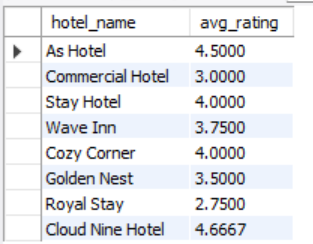 hotel_name avg_rating
As Hotel 4.5000
Commercial Hotel 3.0000
Stay Hotel 4.0000
Wave Inn 3.7500
Cozy Corner 4.0000
Golden Nest 3.5000
Royal Stay 2.7500
Cloud Nine Hotel 4.6667